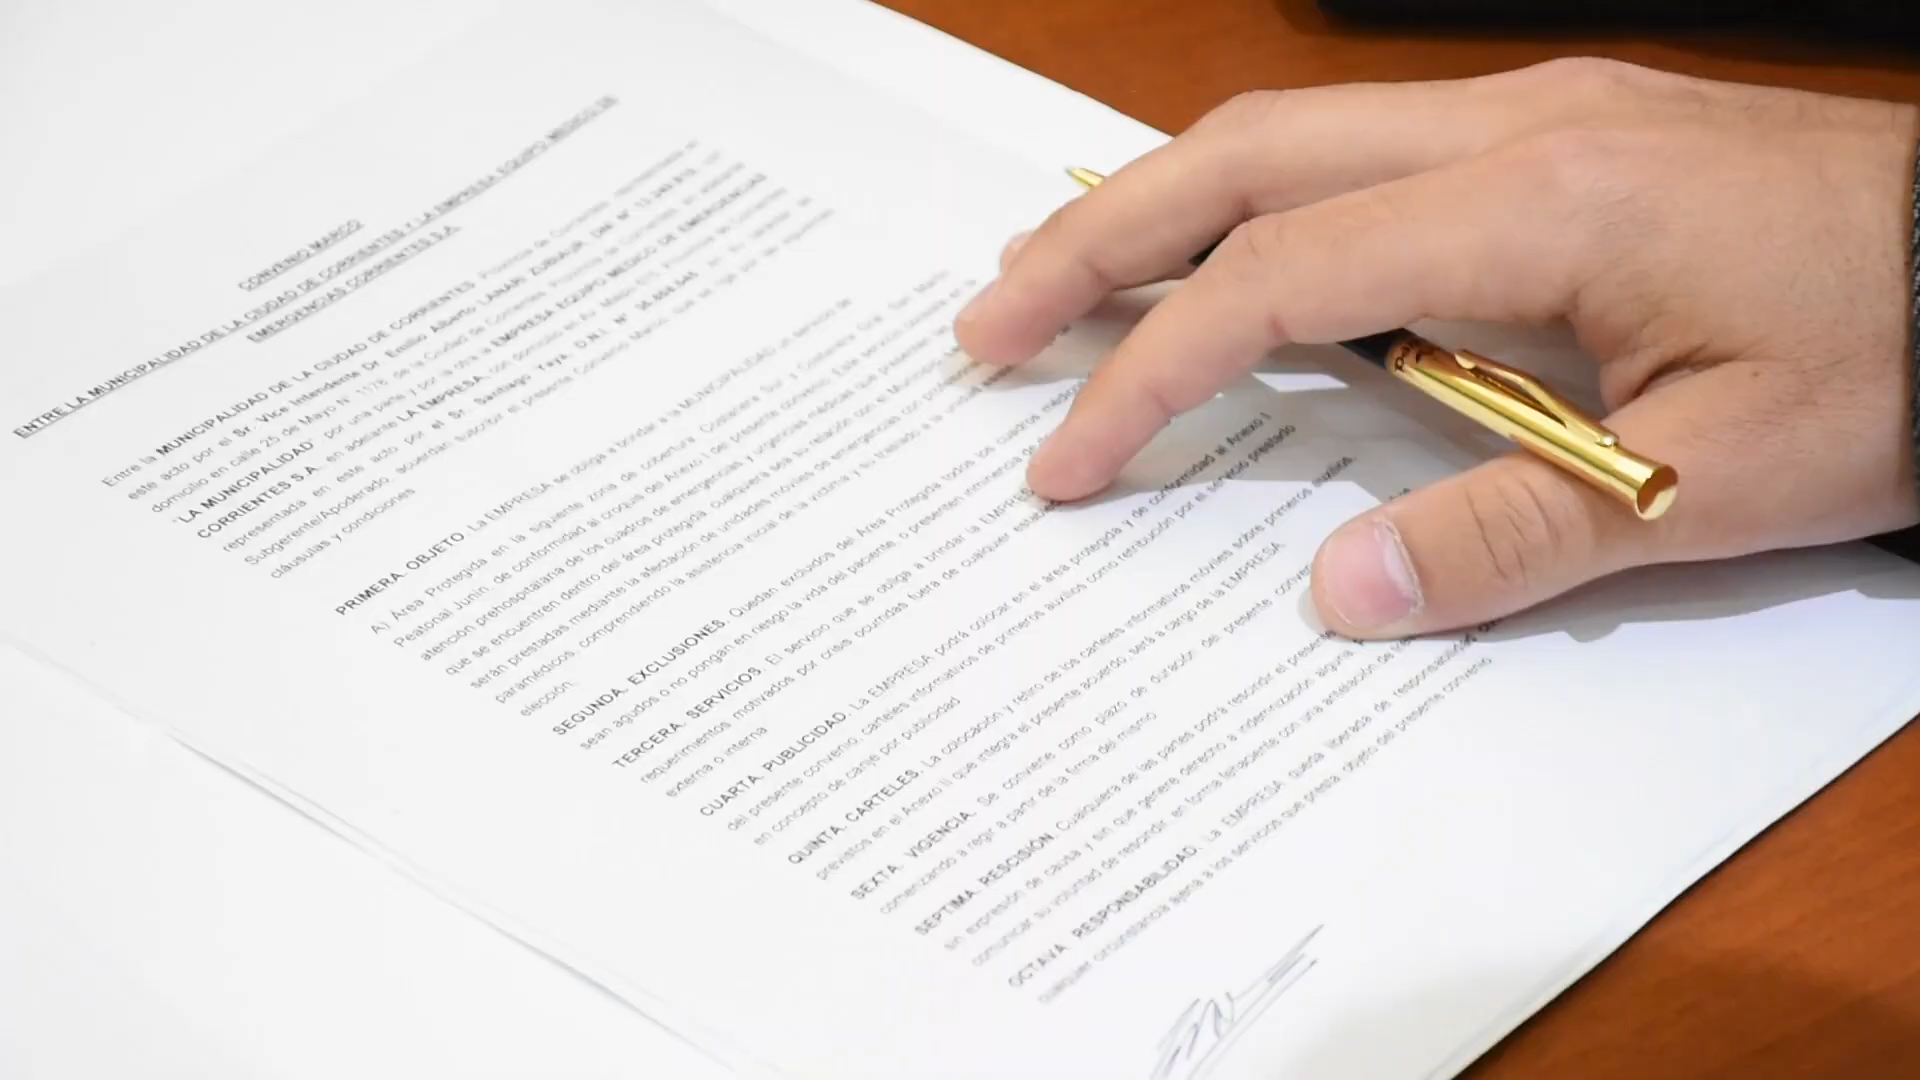 CONVENIO MARCO
ENTRE LA MUNICIPALIDAD DE LA CIUDAD DE CORRIENTES Y LA EMPRESA EQUIPO MEDICO DE
EMERGENCIAS CORRIENTES S.A.
Entre la MUNICIPALIDAD DE LA CIUDAD DE CORRIENTES Provincia de Corrientes
este acto por el Sr. Vice Intendente Dr. Emilio Alberto LANARI ZUBIAUR, DNI N°
domicilio en calle 25 de Mayo N° 1178 de la Ciudad de Corrientes, Provincia de Corrientes
"LA MUNICIPALIDAD" por una parte y por la otra la EMPRESA EQUIPO MEDICO DE EMERGENCIAS
CORRIENTES S.A. en adelante LA EMPRESA, con domicilio en Av
representada en este acto por el Sr. Santiago Yaya, D.N.I. N°
Subgerente/Apoderado acuerdan suscribir el presente Convenio Marco que se rige por las siguientes
cláusulas y condiciones
PRIMERA. OBJETO La EMPRESA se obliga a brindar a la MUNICIPALIDAD un servicio de
A) Área Protegida en la siguiente zona de cobertura Costanera Sur y Costanera Gral San Martín
Peatonal Junín, de conformidad al croquis del Anexo I del presente convenio. Este servicio
atención prehospitalaria de los cuadros de emergencias y urgencias médicas que presenten
que se encuentren dentro del área protegida cualquiera sea su relación con el Municipio
serán prestadas mediante la afectación de unidades móviles de emergencias con
paramédicos, comprendiendo la asistencia inicial de la víctima y su traslado a la
elección.
SEGUNDA. EXCLUSIONES. Quedan excluidos del Área Protegida todos los cuadros médicos
sean agudos o no pongan en riesgo la vida del paciente, o presenten inminencia de
TERCERA. SERVICIOS. El servicio que se obliga a brindar la EMPRESA
requerimientos motivados por crisis ocurridas fuera de cualquier
externa o interna
CUARTA. PUBLICIDAD. La EMPRESA podrá colocar en el área protegida y de conformidad al Anexo I
del presente convenio, carteles informativos de primeros auxilios como retribución por el servicio prestado
en concepto de canje por publicidad
QUINTA. CARTELES. La colocación y retiro de los carteles informativos móviles sobre primeros auxilios
previstos en el Anexo II que integra el presente acuerdo, será a cargo de la EMPRESA
SEXTA. VIGENCIA. Se conviene como plazo de duración del presente
comenzando a regir a partir de la firma del mismo
SEPTIMA. RESCISIÓN. Cualquiera de las partes podrá rescindir el presente
sin expresión de causa y sin que genere derecho a indemnización alguna
comunicar su voluntad de rescindir en forma fehaciente con una antelación de
OCTAVA. RESPONSABILIDAD. La EMPRESA queda liberada de responsabilidad
cualquier circunstancia ajena a los servicios que presta objeto del presente convenio